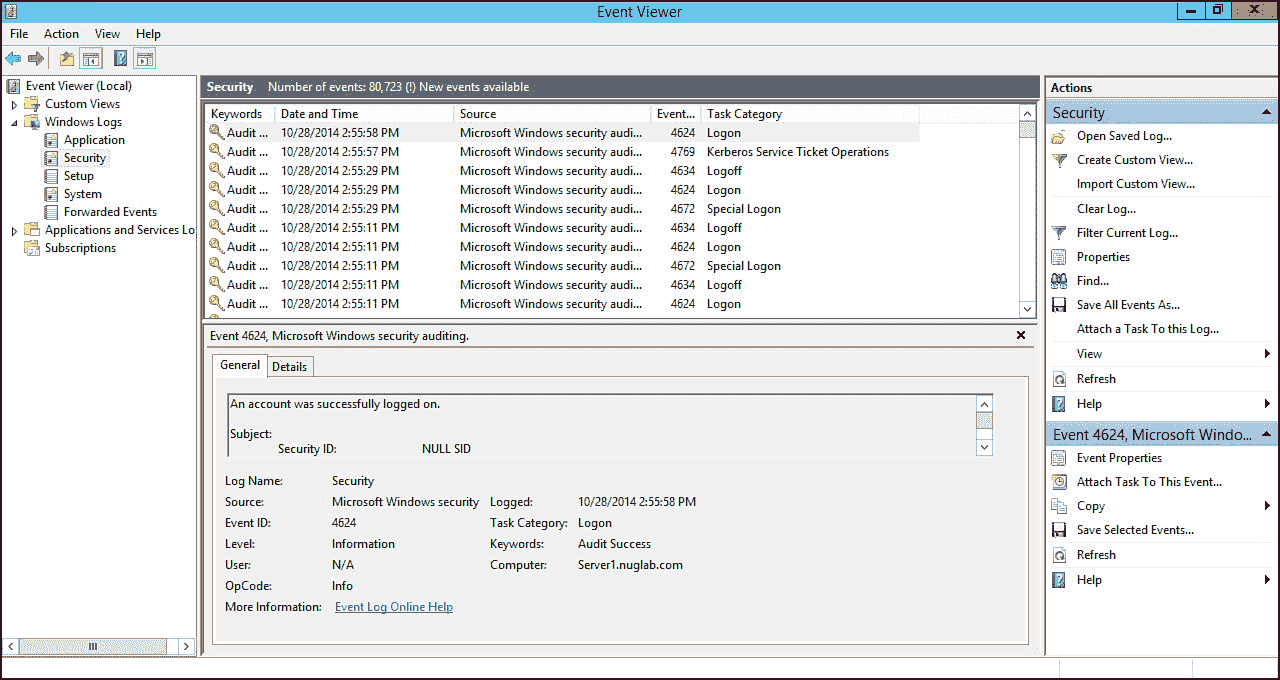 Event Viewer
File Action View Help
Event Viewer (Local)
Custom Views
Windows Logs
Application
Security
Setup
System
Forwarded Events
Applications and Services Lo
Subscriptions
Security Number of events: 80,723 (!) New events available
Keywords Date and Time Source Event... Task Category
Audit ... 10/28/2014 2:55:58 PM Microsoft Windows security audi... 4624 Logon
Audit ... 10/28/2014 2:55:57 PM Microsoft Windows security audi... 4769 Kerberos Service Ticket Operations
Audit ... 10/28/2014 2:55:29 PM Microsoft Windows security audi... 4634 Logoff
Audit ... 10/28/2014 2:55:29 PM Microsoft Windows security audi... 4624 Logon
Audit ... 10/28/2014 2:55:29 PM Microsoft Windows security audi... 4672 Special Logon
Audit ... 10/28/2014 2:55:11 PM Microsoft Windows security audi... 4634 Logoff
Audit ... 10/28/2014 2:55:11 PM Microsoft Windows security audi... 4624 Logon
Audit ... 10/28/2014 2:55:11 PM Microsoft Windows security audi... 4672 Special Logon
Audit ... 10/28/2014 2:55:11 PM Microsoft Windows security audi... 4634 Logoff
Audit ... 10/28/2014 2:55:11 PM Microsoft Windows security audi... 4624 Logon
Event 4624, Microsoft Windows security auditing.
General Details
An account was successfully logged on.
Subject:
Security ID: NULL SID
Log Name: Security
Source: Microsoft Windows security Logged: 10/28/2014 2:55:58 PM
Event ID: 4624 Task Category: Logon
Level: Information Keywords: Audit Success
User: N/A Computer: Server1.nuglab.com
OpCode: Info
More Information: Event Log Online Help
Actions
Security
Open Saved Log...
Create Custom View...
Import Custom View...
Clear Log...
Filter Current Log...
Properties
Find...
Save All Events As...
Attach a Task To this Log...
View
Refresh
Help
Event 4624, Microsoft Windo...
Event Properties
Attach Task To This Event...
Copy
Save Selected Events...
Refresh
Help